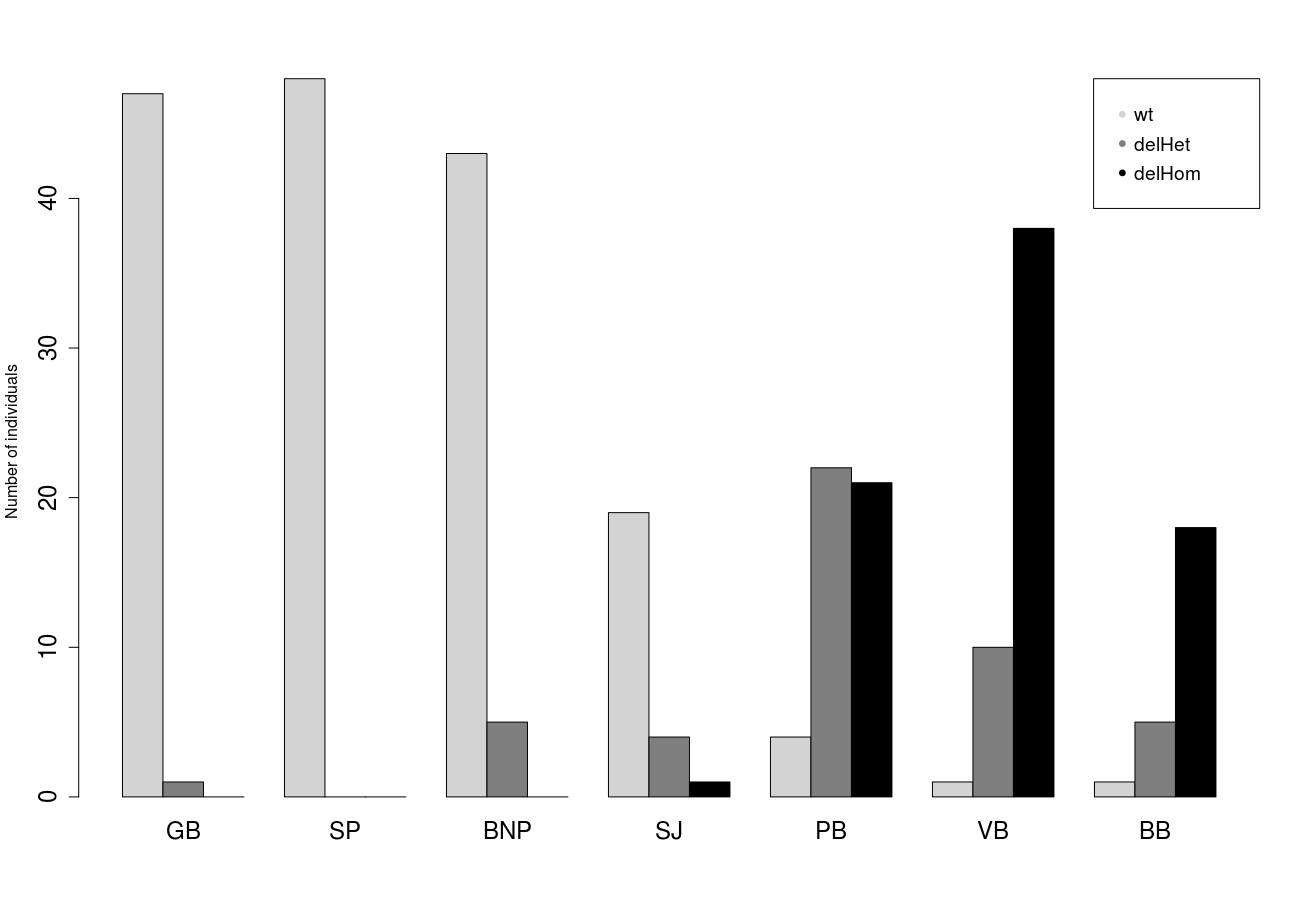 wt
delHet
delHom
Number of individuals
40
30
20
10
0
GB SP BNP SJ PB VB BB